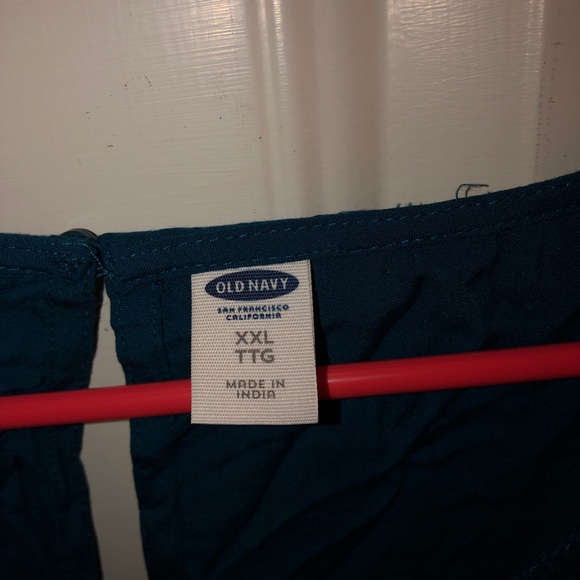 OLD NAVY
SAN FRANCISCO
CALIFORNIA
XXL
TTG
MADE IN
INDIA